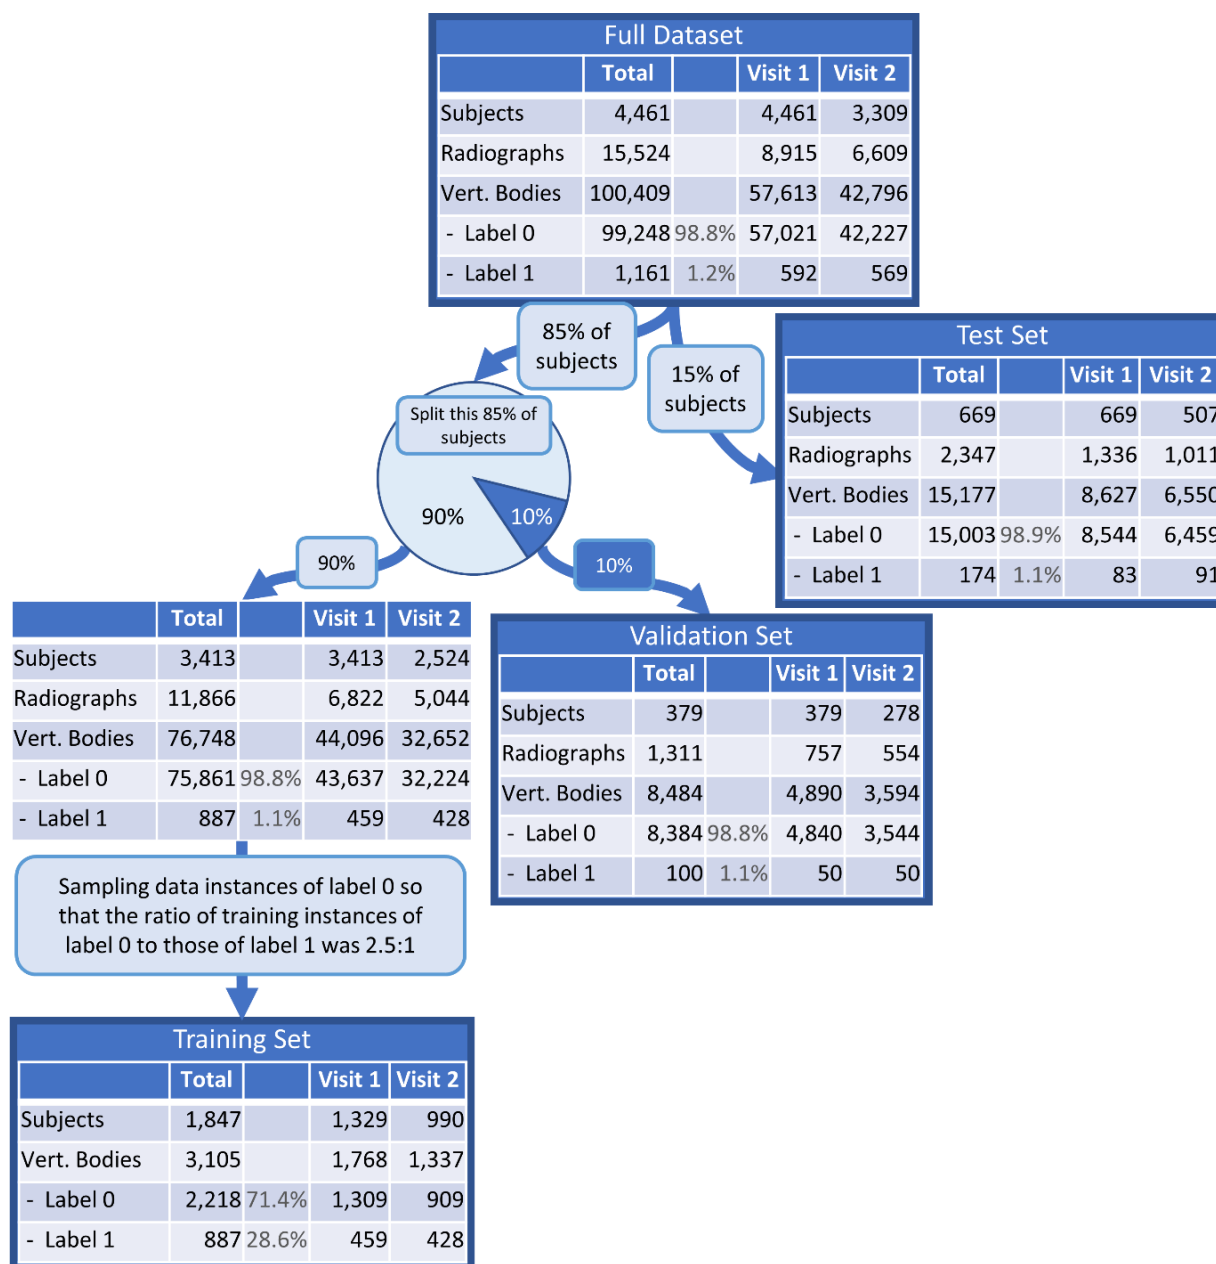 Full Dataset
Total Visit 1 Visit 2
Subjects 4,461 4,461 3,309
Radiographs 15,524 8,915 6,609
Vert. Bodies 100,409 57,613 42,796
- Label 0 99,248 98.8% 57,021 42,227
- Label 1 1,161 1.2% 592 569
85% of
subjects
15% of
subjects
Test Set
Total Visit 1 Visit 2
Subjects 669 669 507
Radiographs 2,347 1,336 1,011
Vert. Bodies 15,177 8,627 6,550
- Label 0 15,003 98.9% 8,544 6,459
- Label 1 174 1.1% 83 91
Split this 85% of
subjects
90%
10%
90%
10%
Total Visit 1 Visit 2
Subjects 3,413 3,413 2,524
Radiographs 11,866 6,822 5,044
Vert. Bodies 76,748 44,096 32,652
- Label 0 75,861 98.8% 43,637 32,224
- Label 1 887 1.1% 459 428
Validation Set
Total Visit 1 Visit 2
Subjects 379 379 278
Radiographs 1,311 757 554
Vert. Bodies 8,484 4,890 3,594
- Label 0 8,384 98.8% 4,840 3,544
- Label 1 100 1.1% 50 50
Sampling data instances of label 0 so
that the ratio of training instances of
label 0 to those of label 1 was 2.5:1
Training Set
Total Visit 1 Visit 2
Subjects 1,847 1,329 990
Vert. Bodies 3,105 1,768 1,337
- Label 0 2,218 71.4% 1,309 909
- Label 1 887 28.6% 459 428